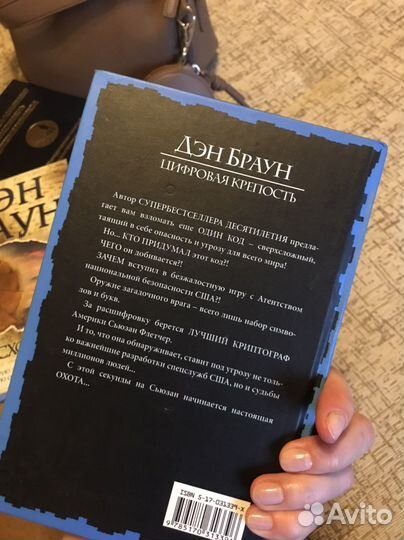 ДЭН БРАУН
ЦИФРОВАЯ КРЕПОСТЬ
Автор СУПЕРБЕСТСЕЛЛЕРА ДЕСЯТИЛЕТИЯ предла-
гает вам взломать еще ОДИН КОД – сверхсложный,
таящий в себе опасность и угрозу для всего мира!
Но... КТО ПРИДУМАЛ этот код?!
ЧЕГО он добивается?!
ЗАЧЕМ вступил в безжалостную игру с Агентством
национальной безопасности США?!
Оружие загадочного врага – всего лишь набор симво-
лов и букв.
За расшифровку берется ЛУЧШИЙ КРИПТОГРАФ
Америки Сьюзан Флетчер.
И то, что она обнаруживает, ставит под угрозу не толь-
ко важнейшие разработки спецслужб США, но и судьбы
миллионов людей...
С этой секунды на Сьюзан начинается настоящая
ОХОТА...
ISBN 5-17-031339-X
ЭН
РАУН
Avito